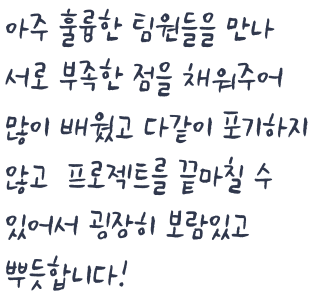 아주 훌륭한 팀원들을 만나
서로 부족한 점을 채워주어
많이 배웠고 다같이 포기하지
않고 프로젝트를 끝마칠 수
있어서 굉장히 보람있고
뿌듯합니다!